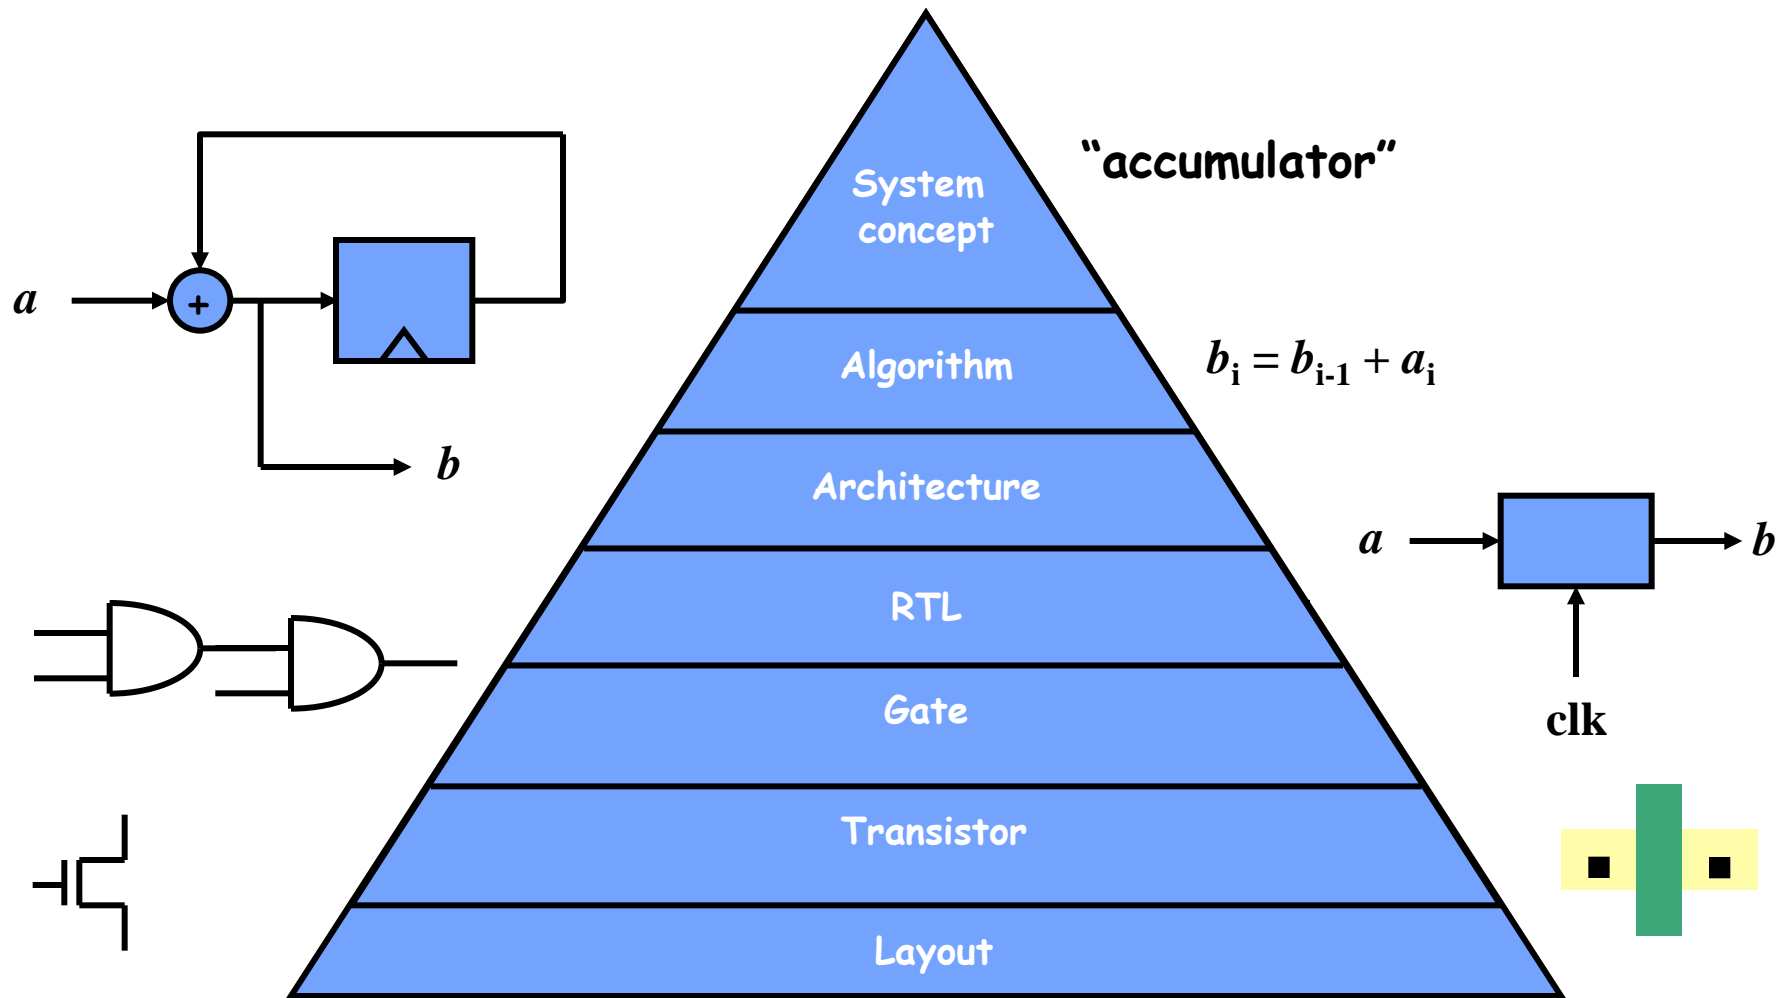 “accumulator”
System
concept
a
+
b
Algorithm
bi = bi-1 + ai
Architecture
a
b
clk
RTL
Gate
Transistor
Layout